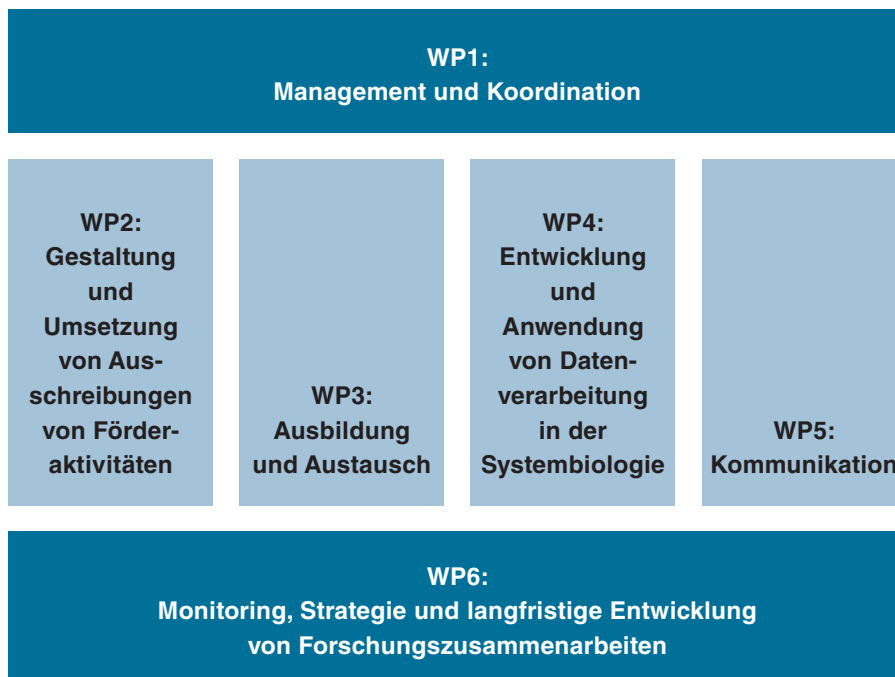 WP1:
Management und Koordination
WP2:
Gestaltung
und
Umsetzung
von Aus-
schreibungen
von Förder-
aktivitäten
WP3:
Ausbildung
und Austausch
WP4:
Entwicklung
und
Anwendung
von Daten-
verarbeitung
in der
Systembiologie
WP5:
Kommunikation
WP6:
Monitoring, Strategie und langfristige Entwicklung
von Forschungszusammenarbeiten